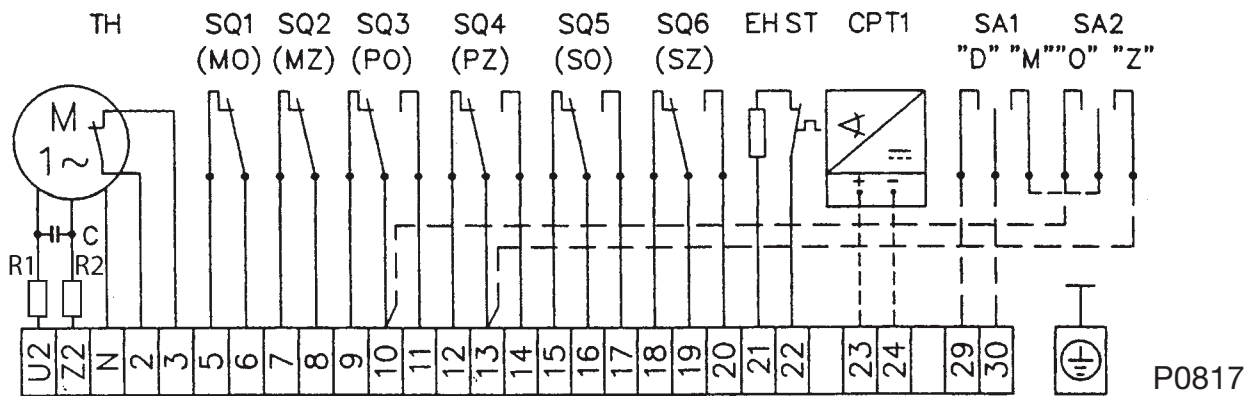 TH SQ1 SQ2 SQ3 SQ4 SQ5 SQ6 EH ST CPT1 SA1 SA2
(MO) (MZ) (PO) (PZ) (SO) (SZ) "D" "M" "O" "Z"
M
1~
+ -
C
R1 R2
U2 Z2 N 2 3 5 6 7 8 9 10 11 12 13 14 15 16 17 18 19 20 21 22 23 24 29 30
P0817